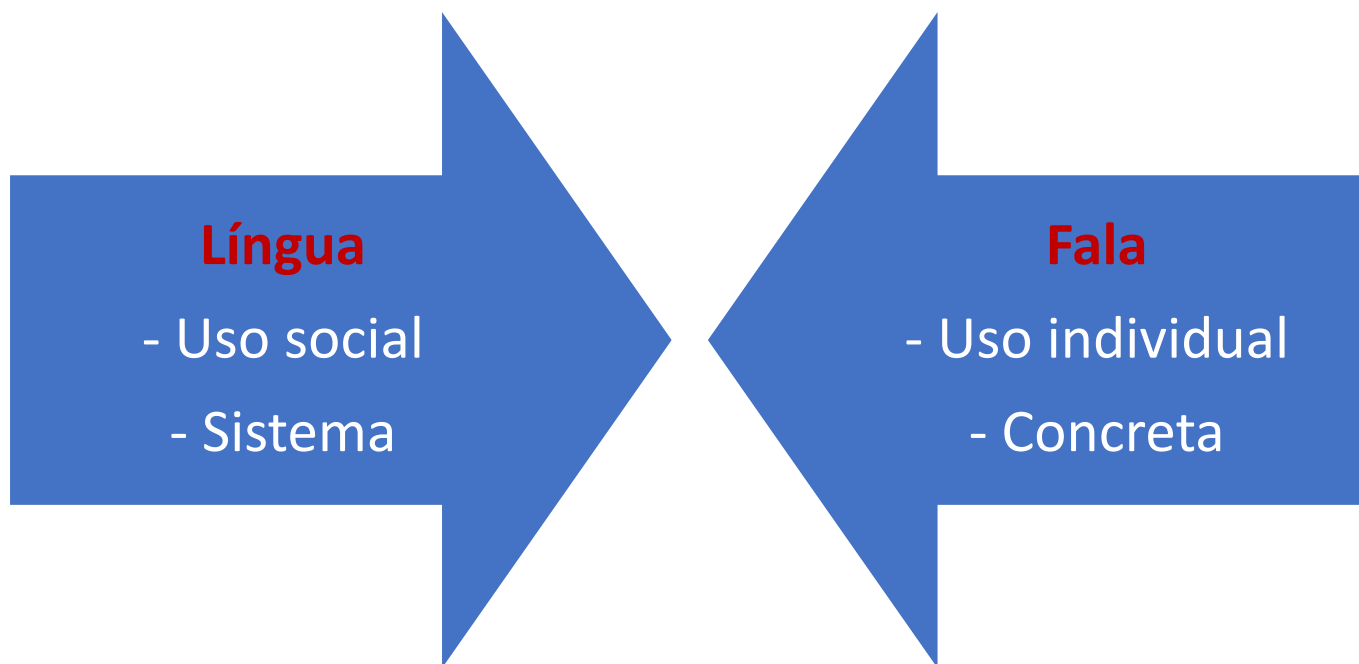 Língua
- Uso social
- Sistema
Fala
- Uso individual
- Concreta